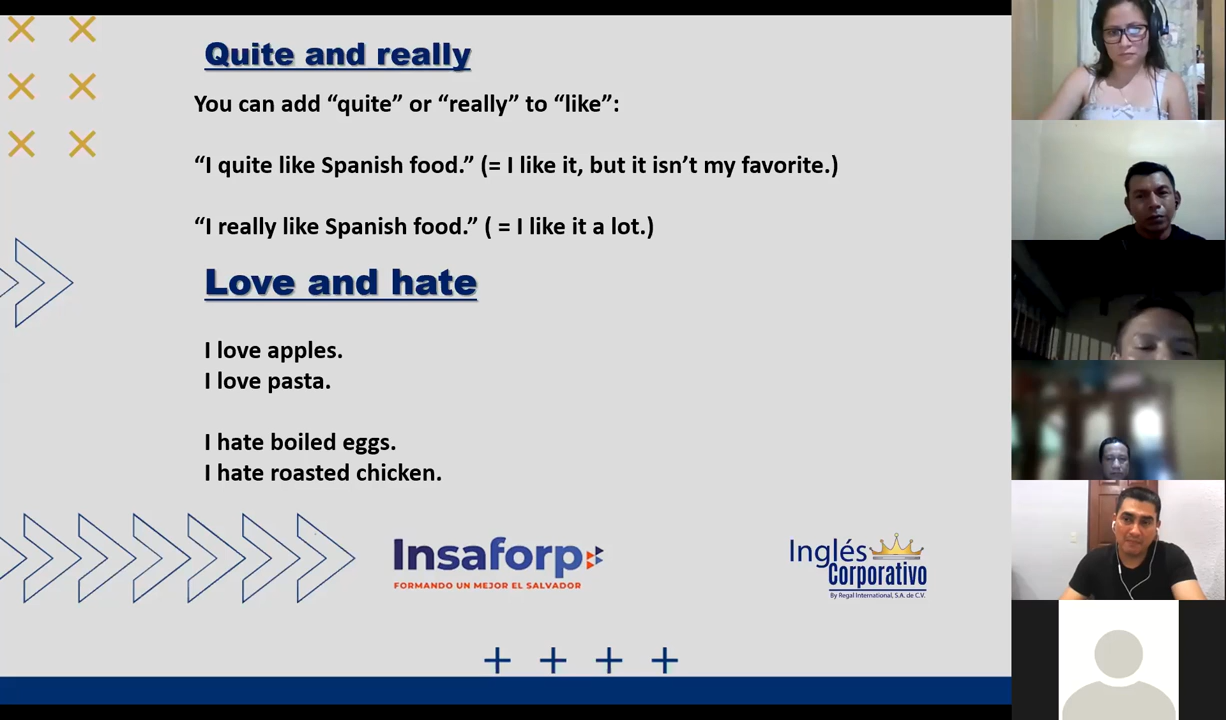 Quite and really
You can add “quite” or “really” to “like”:
“I quite like Spanish food.” (= I like it, but it isn’t my favorite.)
“I really like Spanish food.” ( = I like it a lot.)
Love and hate
I love apples.
I love pasta.
I hate boiled eggs.
I hate roasted chicken.
Insaforp
FORMANDO UN MEJOR EL SALVADOR
Inglés
Corporativo
By Regal International, S.A. de C.V.